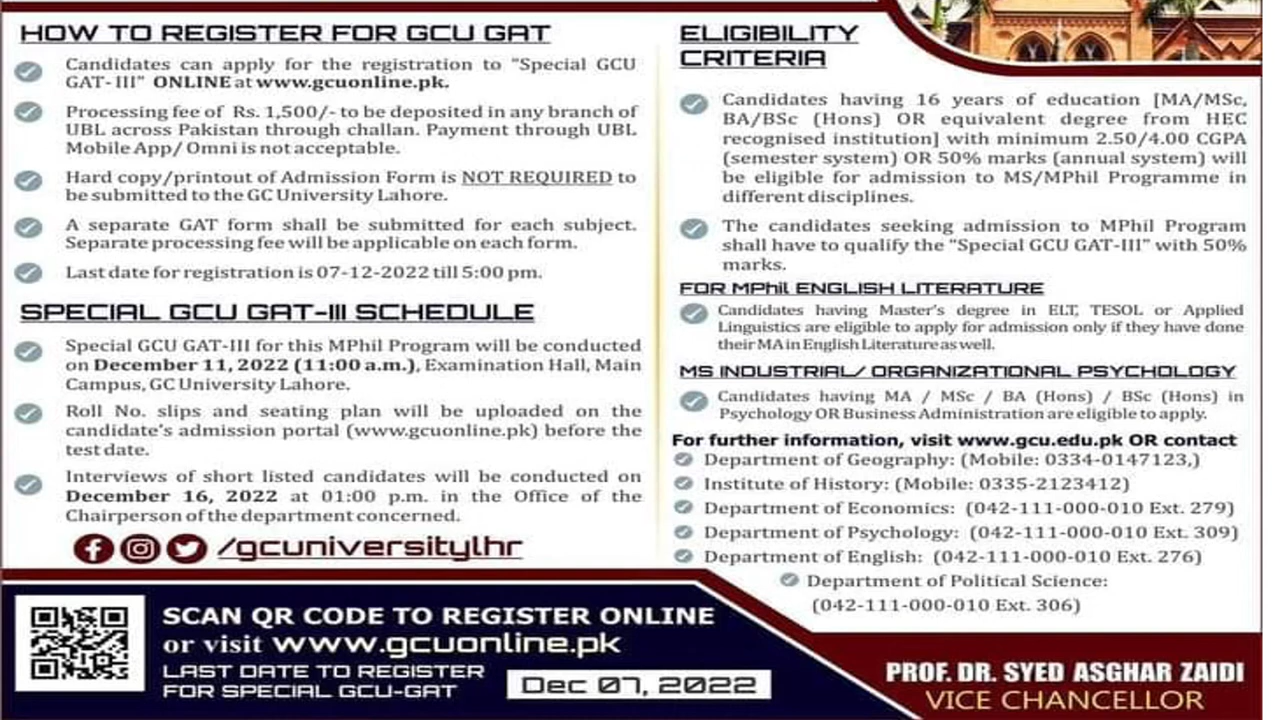 HOW TO REGISTER FOR GCU GAT
Candidates can apply for the registration to “Special GCU
GAT- III” ONLINE at www.gcuonline.pk.
Processing fee of Rs. 1,500/- to be deposited in any branch of
UBL across Pakistan through challan. Payment through UBL
Mobile App/ Omni is not acceptable.
Hard copy/printout of Admission Form is NOT REQUIRED to
be submitted to the GC University Lahore.
A separate GAT form shall be submitted for each subject.
Separate processing fee will be applicable on each form.
Last date for registration is 07-12-2022 till 5:00 pm.
SPECIAL GCU GAT-III SCHEDULE
Special GCU GAT-III for this MPhil Program will be conducted
on December 11, 2022 (11:00 a.m.), Examination Hall, Main
Campus, GC University Lahore.
Roll No. slips and seating plan will be uploaded on the
candidate's admission portal (www.gcuonline.pk) before the
test date.
Interviews of short listed candidates will be conducted on
December 16, 2022 at 01:00 p.m. in the Office of the
Chairperson of the department concerned.
/gcuniversitylhr
ELIGIBILITY
CRITERIA
Candidates having 16 years of education [MA/MSc,
BA/BSc (Hons) OR equivalent degree from HEC
recognised institution] with minimum 2.50/4.00 CGPA
(semester system) OR 50% marks (annual system) will
be eligible for admission to MS/MPhil Programme in
different disciplines.
The candidates seeking admission to MPhil Program
shall have to qualify the “Special GCU GAT-III” with 50%
marks.
FOR MPhil ENGLISH LITERATURE
Candidates having Master's degree in ELT, TESOL or Applied
Linguistics are eligible to apply for admission only if they have done
their MA in English Literature as well.
MS INDUSTRIAL/ ORGANIZATIONAL PSYCHOLOGY
Candidates having MA / MSc / BA (Hons) / BSc (Hons) in
Psychology OR Business Administration are eligible to apply.
For further information, visit www.gcu.edu.pk OR contact
Department of Geography: (Mobile: 0334-0147123,)
Institute of History: (Mobile: 0335-2123412)
Department of Economics: (042-111-000-010 Ext. 279)
Department of Psychology: (042-111-000-010 Ext. 309)
Department of English: (042-111-000-010 Ext. 276)
Department of Political Science:
(042-111-000-010 Ext. 306)
SCAN QR CODE TO REGISTER ONLINE
or visit www.gcuonline.pk
LAST DATE TO REGISTER
FOR SPECIAL GCU-GAT
Dec 07, 2022
PROF. DR. SYED ASGHAR ZAIDI
VICE CHANCELLOR